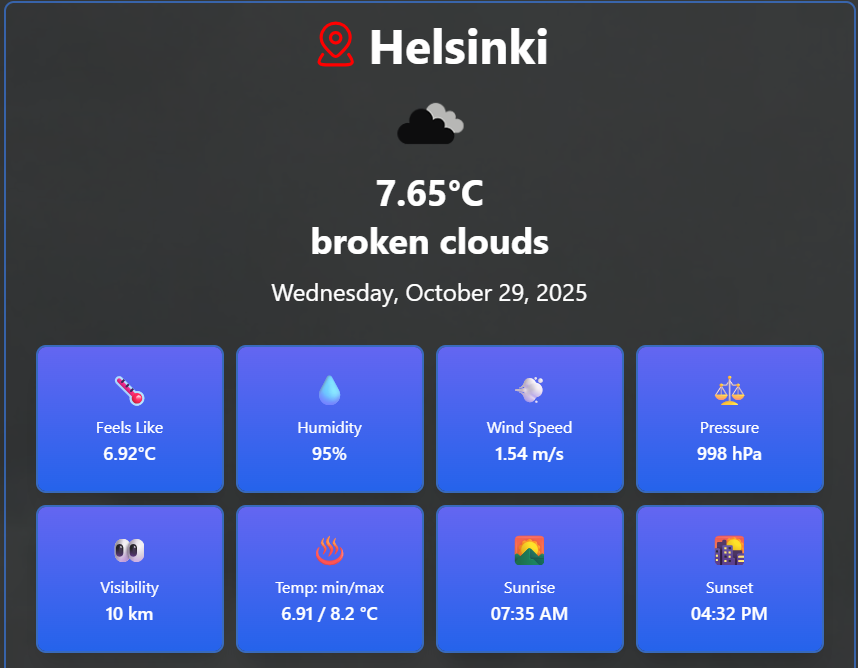 Helsinki
7.65°C
broken clouds
Wednesday, October 29, 2025
Feels Like
6.92°C
Humidity
95%
Wind Speed
1.54 m/s
Pressure
998 hPa
Visibility
10 km
Temp: min/max
6.91 / 8.2 °C
Sunrise
07:35 AM
Sunset
04:32 PM